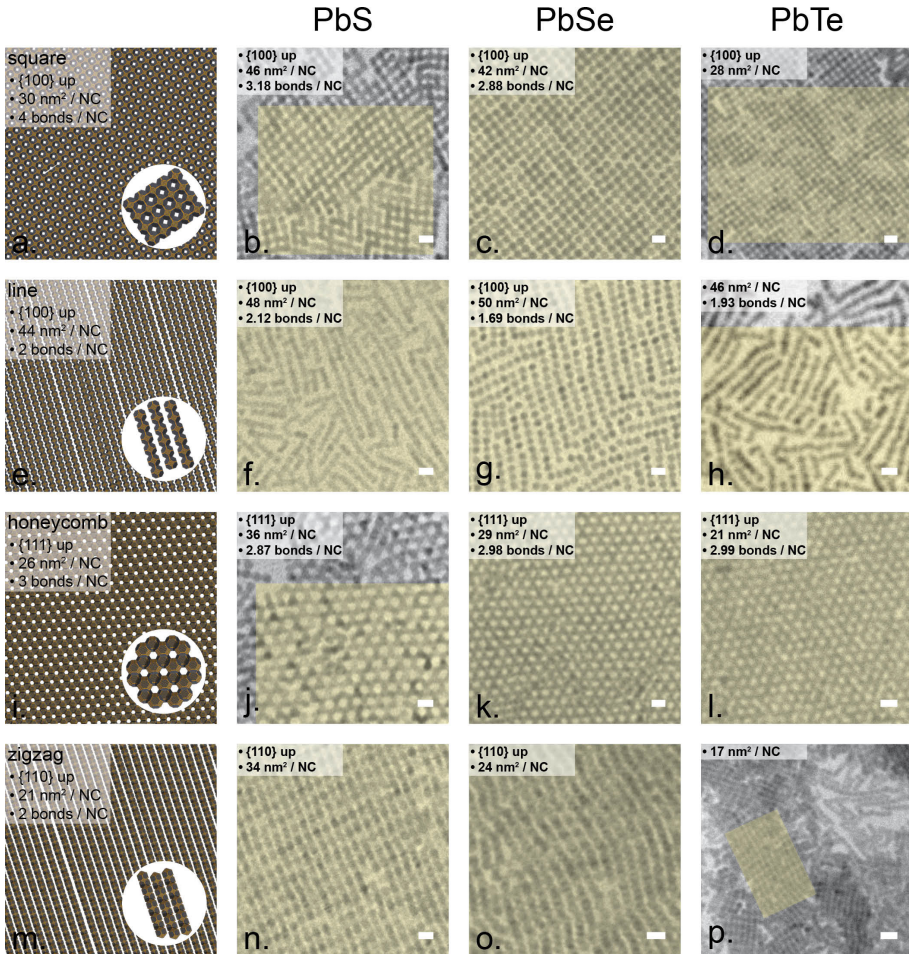 PbS
PbSe
PbTe
square
• {100} up
• 30 nm² / NC
• 4 bonds / NC
a.
• {100} up
• 46 nm² / NC
• 3.18 bonds / NC
b.
• {100} up
• 42 nm² / NC
• 2.88 bonds / NC
c.
• {100} up
• 28 nm² / NC
d.
line
• {100} up
• 44 nm² / NC
• 2 bonds / NC
e.
• {100} up
• 48 nm² / NC
• 2.12 bonds / NC
f.
• {100} up
• 50 nm² / NC
• 1.69 bonds / NC
g.
• 46 nm² / NC
• 1.93 bonds / NC
h.
honeycomb
• {111} up
• 26 nm² / NC
• 3 bonds / NC
i.
• {111} up
• 36 nm² / NC
• 2.87 bonds / NC
j.
• {111} up
• 29 nm² / NC
• 2.98 bonds / NC
k.
• {111} up
• 21 nm² / NC
• 2.99 bonds / NC
l.
zigzag
• {110} up
• 21 nm² / NC
• 2 bonds / NC
m.
• {110} up
• 34 nm² / NC
n.
• {110} up
• 24 nm² / NC
o.
• 17 nm² / NC
p.